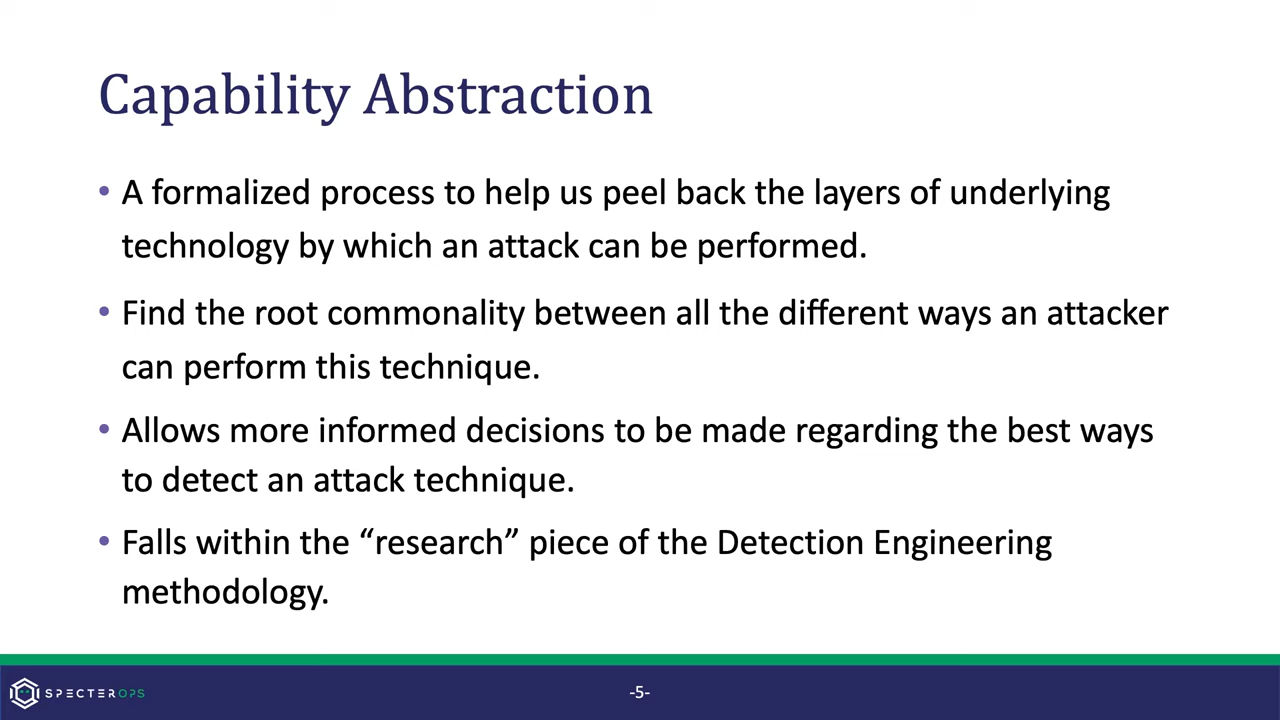 Capability Abstraction
• A formalized process to help us peel back the layers of underlying
technology by which an attack can be performed.
• Find the root commonality between all the different ways an attacker
can perform this technique.
• Allows more informed decisions to be made regarding the best ways
to detect an attack technique.
• Falls within the “research” piece of the Detection Engineering
methodology.
SPECTEROPS
-5-